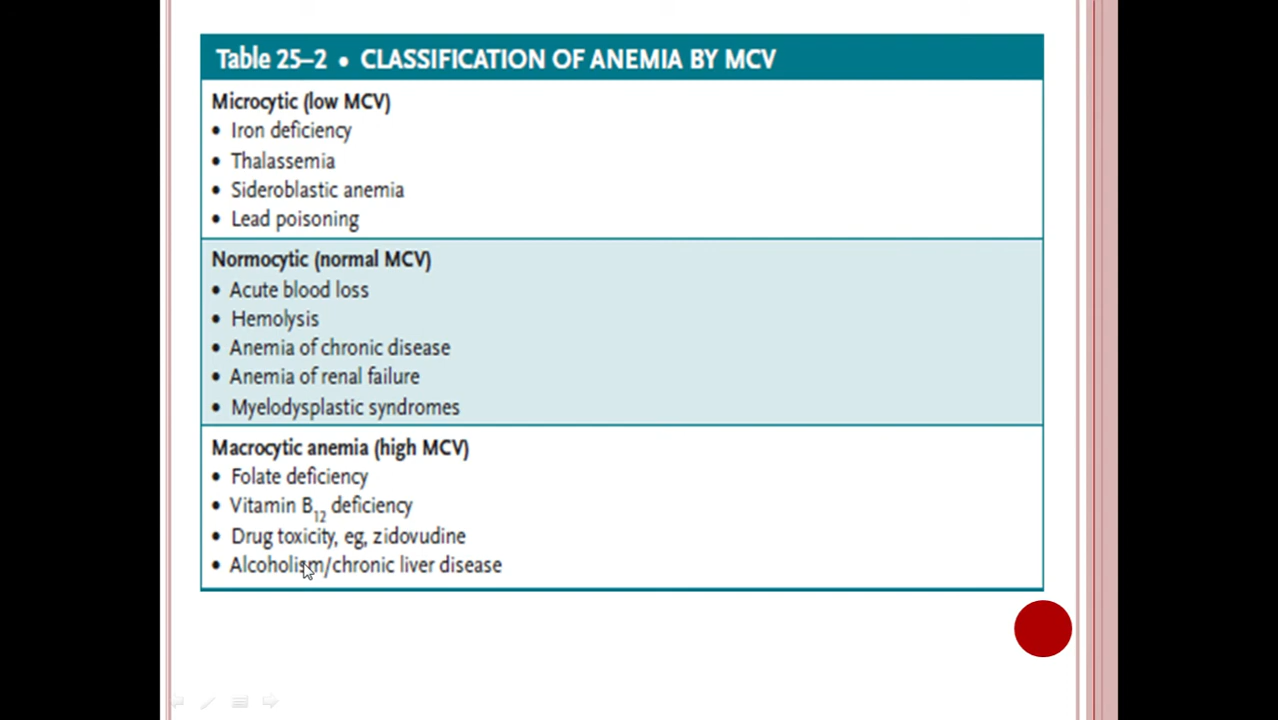 Table 25–2 • CLASSIFICATION OF ANEMIA BY MCV
Microcytic (low MCV)
• Iron deficiency
• Thalassemia
• Sideroblastic anemia
• Lead poisoning
Normocytic (normal MCV)
• Acute blood loss
• Hemolysis
• Anemia of chronic disease
• Anemia of renal failure
• Myelodysplastic syndromes
Macrocytic anemia (high MCV)
• Folate deficiency
• Vitamin B12 deficiency
• Drug toxicity, eg, zidovudine
• Alcoholism/chronic liver disease